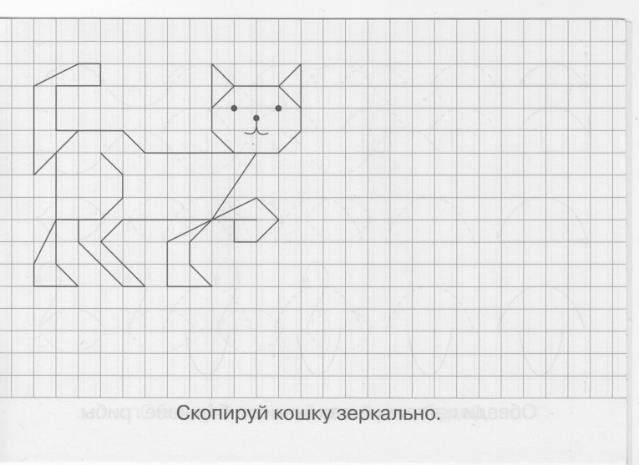 Скопируй кошку зеркально.